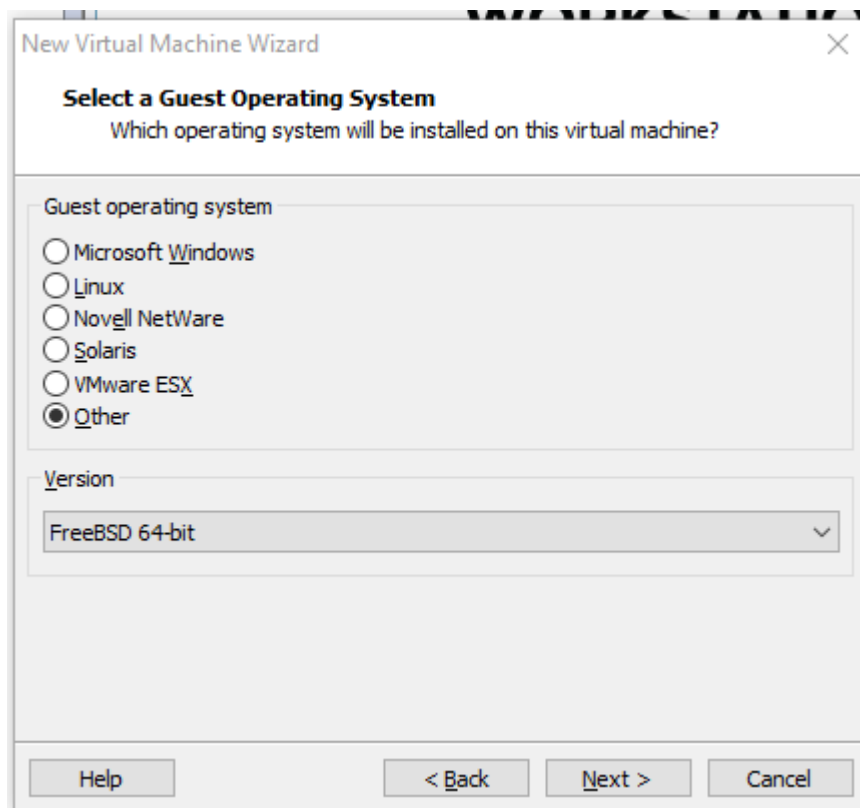 WORKSTATIO
New Virtual Machine Wizard
Select a Guest Operating System
Which operating system will be installed on this virtual machine?
Guest operating system
Microsoft Windows
Linux
Novell NetWare
Solaris
VMware ESX
Other
Version
FreeBSD 64-bit
Help
< Back
Next >
Cancel